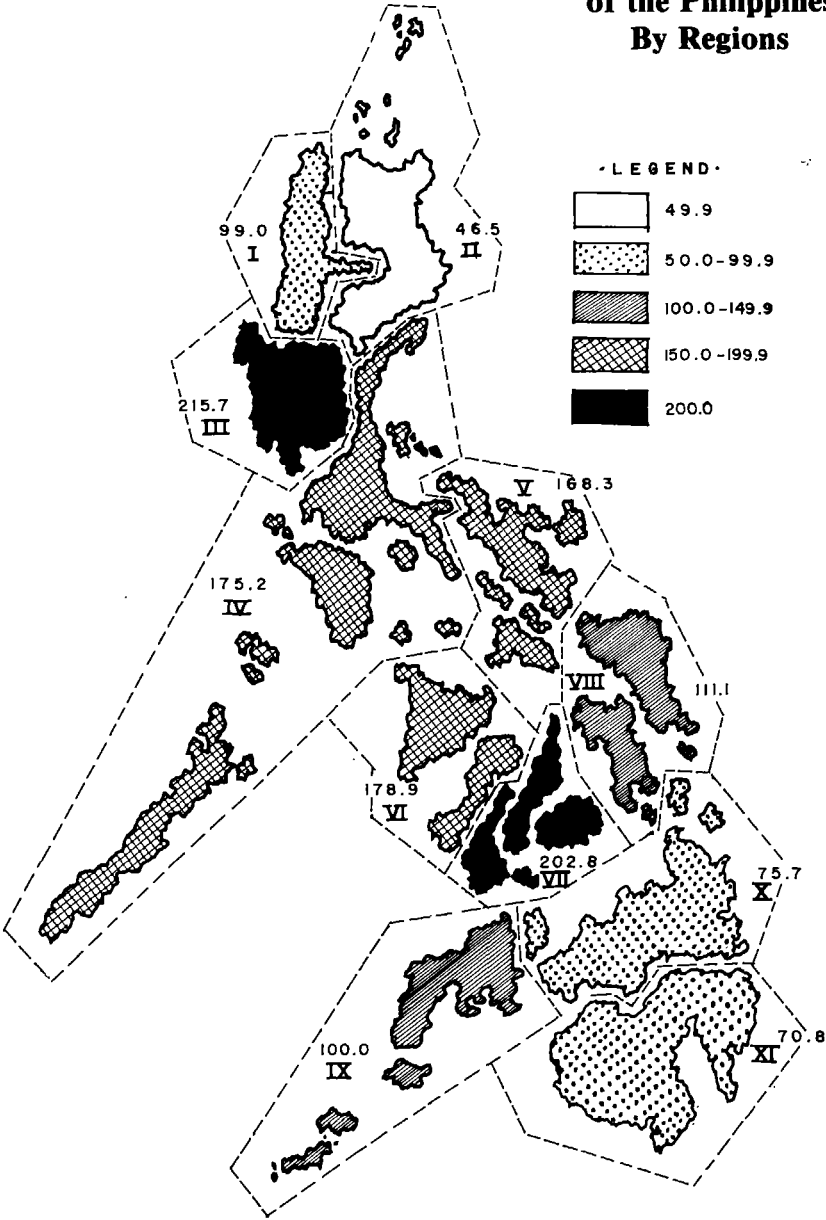 of the Philippines
By Regions
·LEGEND·
49.9
50.0-99.9
100.0-149.9
150.0-199.9
200.0
99.0
I
46.5
II
215.7
III
V 168.3
175.2
IV
VIII
111.1
178.9
VI
202.8
VII
75.7
X
70.8
XI
100.0
IX